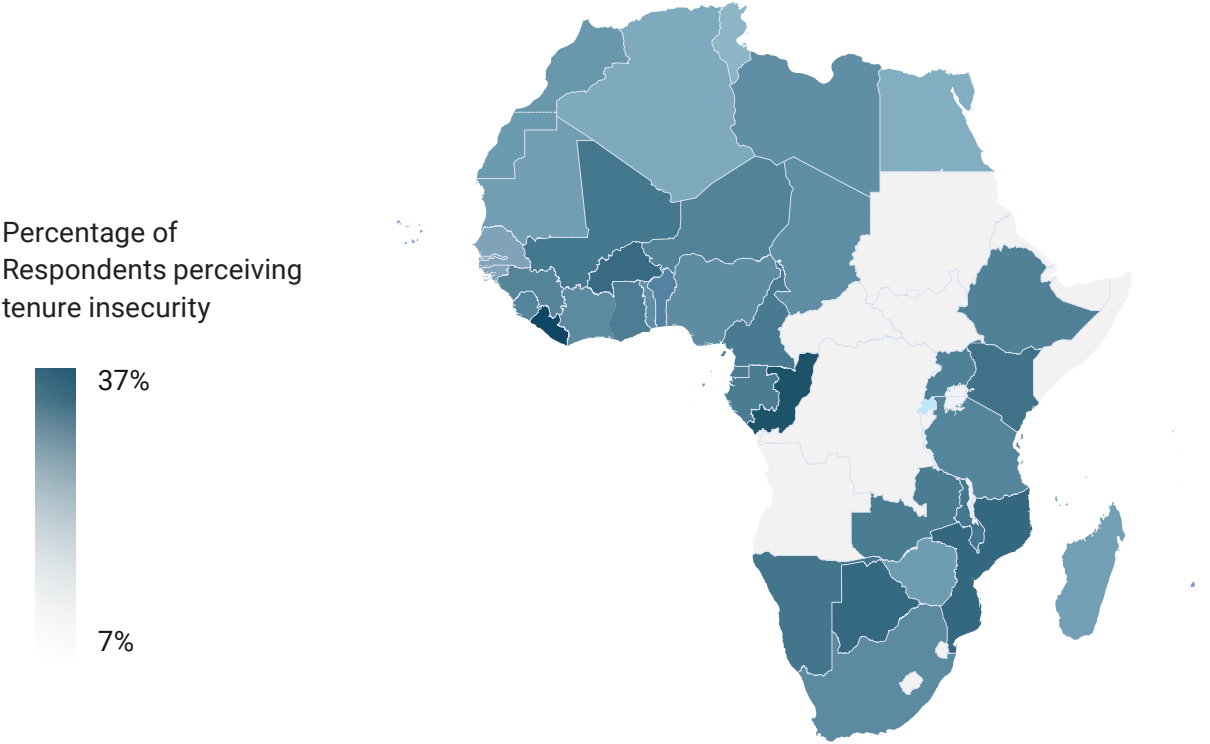 Percentage of
Respondents perceiving
tenure insecurity
37%
7%